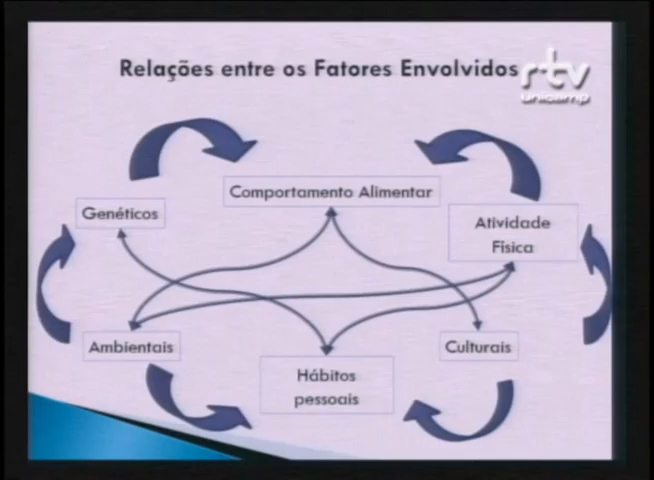 Relações entre os Fatores Envolvidos
rtv
unicamp
Comportamento Alimentar
Genéticos
Atividade
Física
Ambientais
Culturais
Hábitos
pessoais